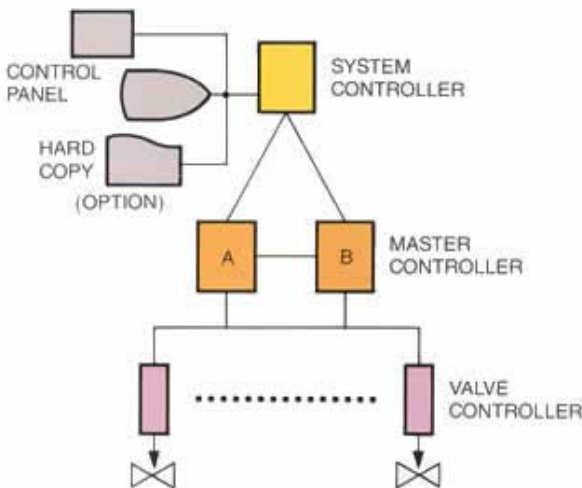 CONTROL
PANEL
HARD
COPY
(OPTION)
SYSTEM
CONTROLLER
A
B
MASTER
CONTROLLER
VALVE
CONTROLLER